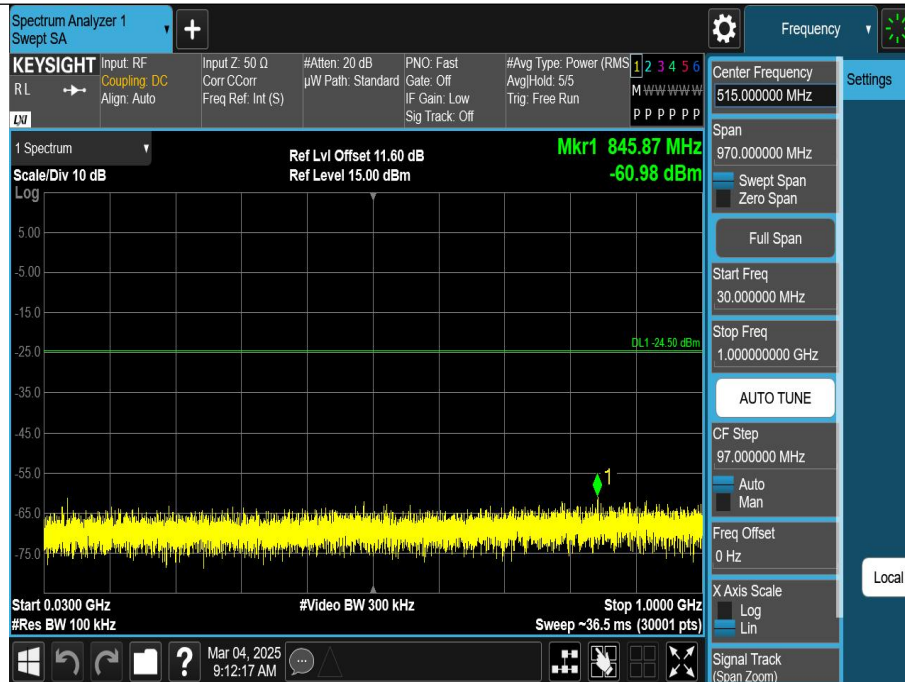 Spectrum Analyzer 1
Swept SA
Frequency
KEYSIGHT
RL
LXI
Input: RF
Coupling: DC
Align: Auto
Input Z: 50 Ω
Corr CCorr
Freq Ref: Int (S)
#Atten: 20 dB
µW Path: Standard
PNO: Fast
Gate: Off
IF Gain: Low
Sig Track: Off
#Avg Type: Power (RMS
Avg|Hold: 5/5
Trig: Free Run
1 2 3 4 5 6
M W W W W W
P P P P P P
1 Spectrum
Scale/Div 10 dB
Ref Lvl Offset 11.60 dB
Ref Level 15.00 dBm
Mkr1 845.87 MHz
-60.98 dBm
Log
5.00
-5.00
-15.0
-25.0
DL1 -24.50 dBm
-35.0
-45.0
-55.0
1
-65.0
-75.0
Start 0.0300 GHz
#Res BW 100 kHz
#Video BW 300 kHz
Stop 1.0000 GHz
Sweep ~36.5 ms (30001 pts)
Mar 04, 2025
9:12:17 AM
Center Frequency
515.000000 MHz
Settings
Span
970.000000 MHz
Swept Span
Zero Span
Full Span
Start Freq
30.000000 MHz
Stop Freq
1.000000000 GHz
AUTO TUNE
CF Step
97.000000 MHz
Auto
Man
Freq Offset
0 Hz
Local
X Axis Scale
Log
Lin
Signal Track
(Span Zoom)